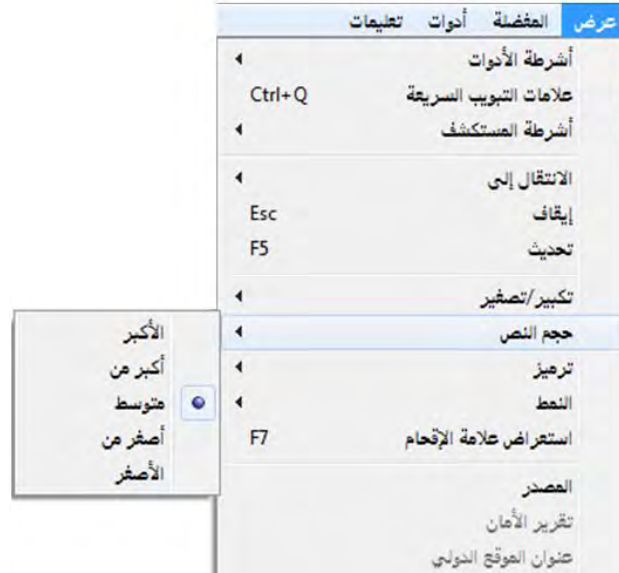 عرض المفضلة أدوات تعليمات
أشرطة الأدوات
علامات التبويب السريعة Ctrl+Q
أشرطة المستكشف
الانتقال إلى
إيقاف Esc
تحديث F5
تكبير/تصغير
حجم النص
ترميز
النمط
استعراض علامة الإقحام F7
المصدر
تقرير الأمان
عنوان الموقع الدولي
الأكبر
أكبر من
متوسط
أصغر من
الأصغر